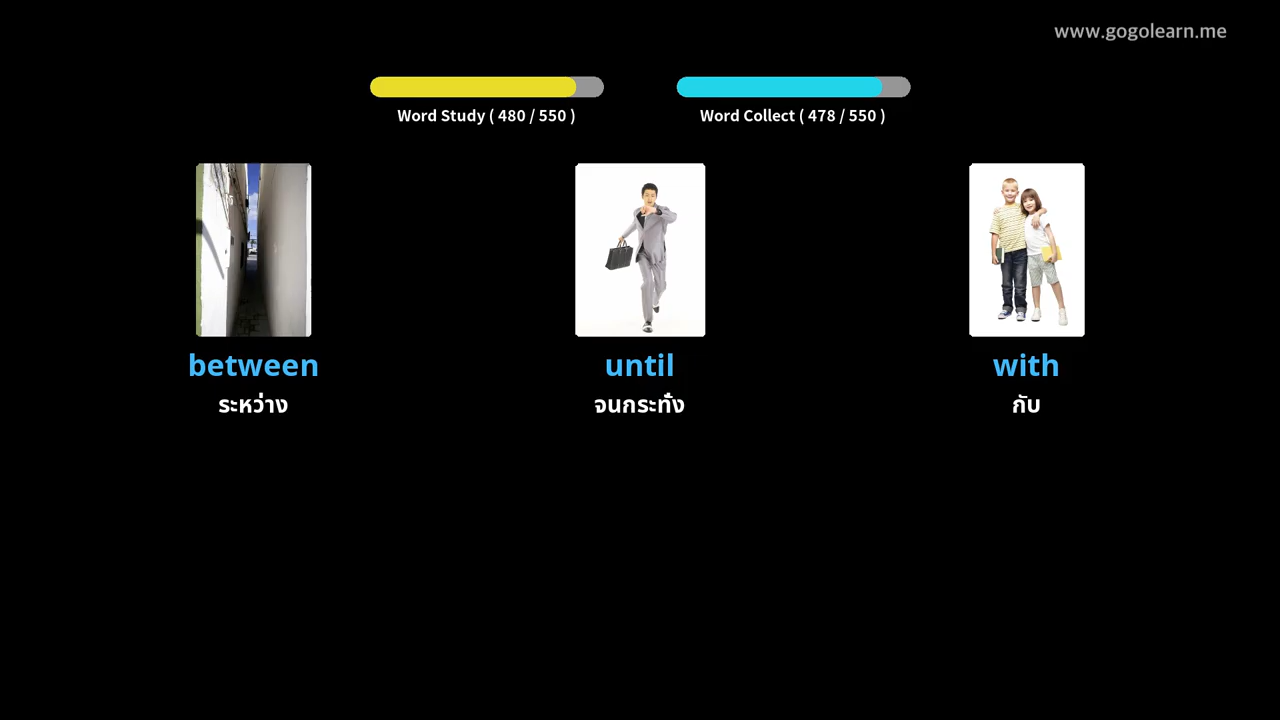 www.gogolearn.me
Word Study ( 480 / 550 )
Word Collect ( 478 / 550 )
between
until
with
ระหว่าง
จนกระทั่ง
กับ